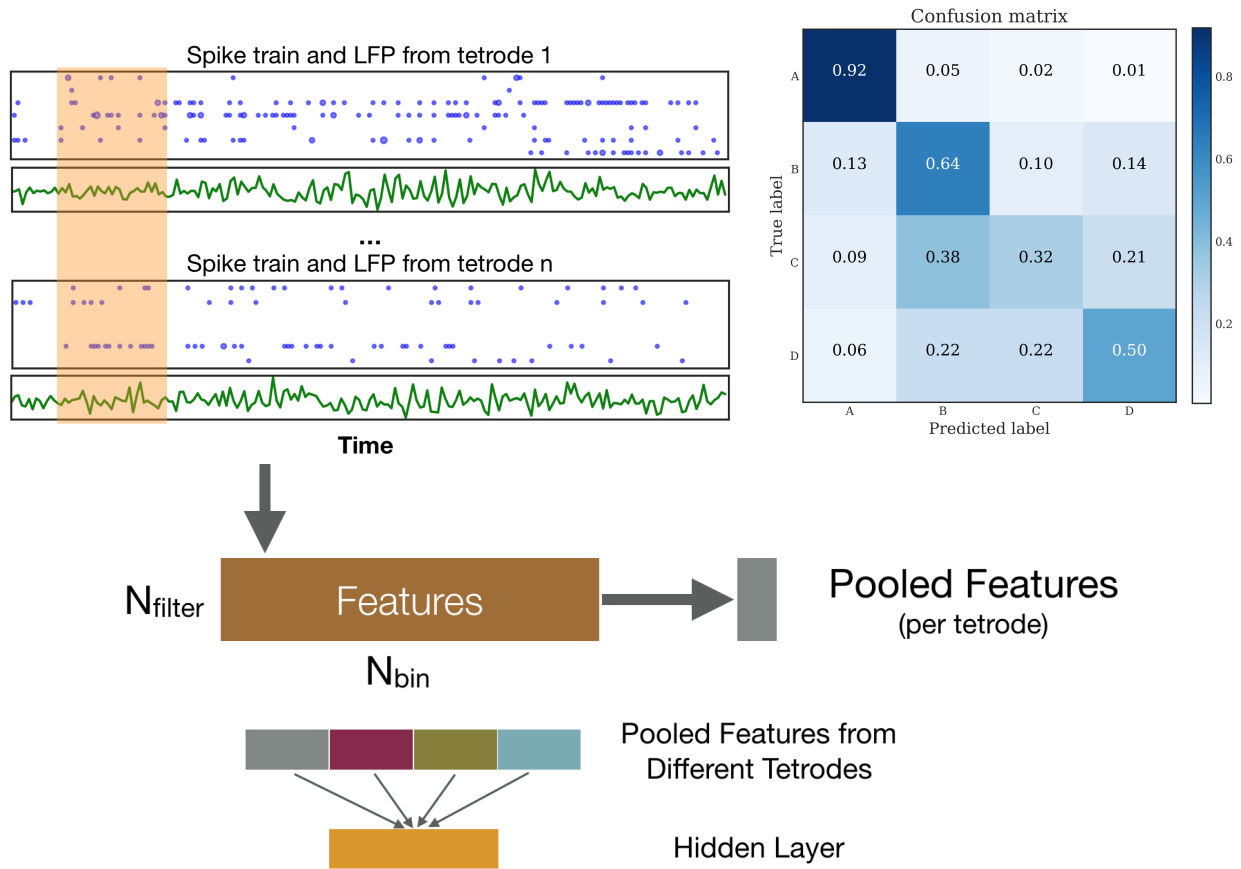 Spike train and LFP from tetrode 1
...
Spike train and LFP from tetrode n
Time
Confusion matrix
True label
A
0.92
0.05
0.02
0.01
B
0.13
0.64
0.10
0.14
C
0.09
0.38
0.32
0.21
D
0.06
0.22
0.22
0.50
A
B
C
D
Predicted label
0.8
0.6
0.4
0.2
Nfilter
Features
Nbin
Pooled Features
(per tetrode)
Pooled Features from
Different Tetrodes
Hidden Layer